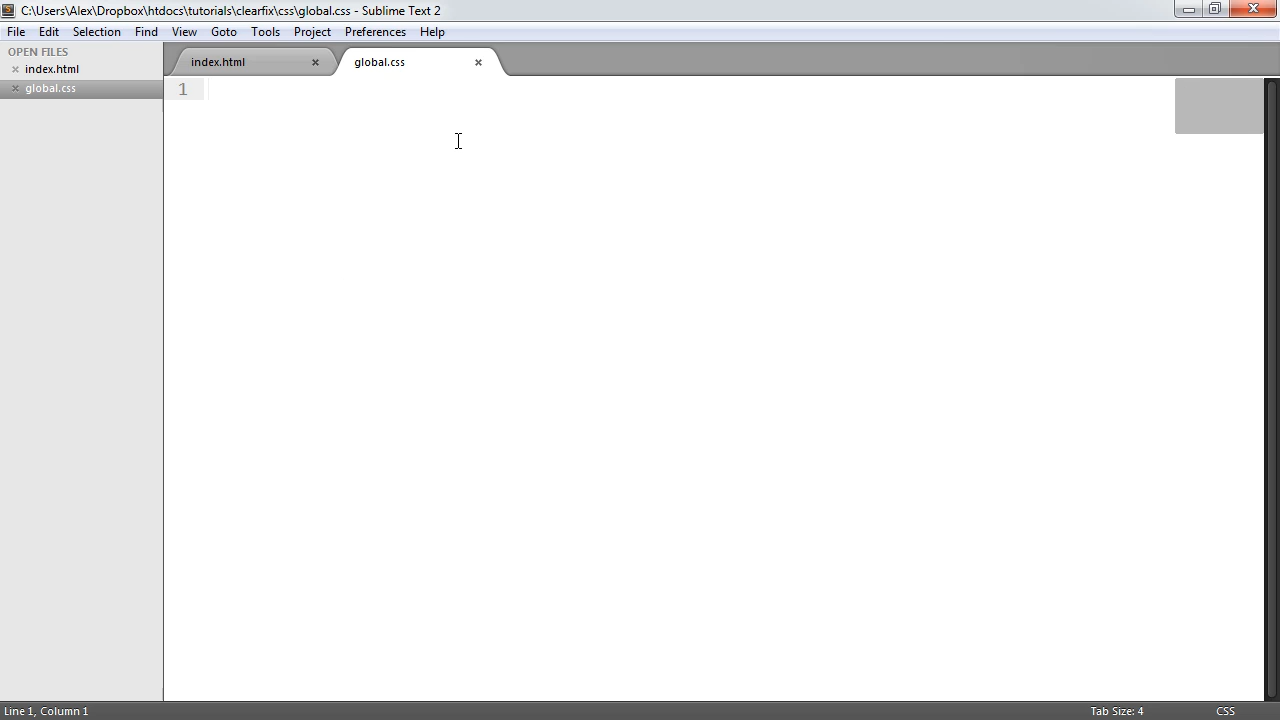 C:\Users\Alex\Dropbox\htdocs\tutorials\clearfix\css\global.css - Sublime Text 2
File Edit Selection Find View Goto Tools Project Preferences Help
OPEN FILES
index.html
global.css
index.html global.css
1
Line 1, Column 1 Tab Size: 4 CSS